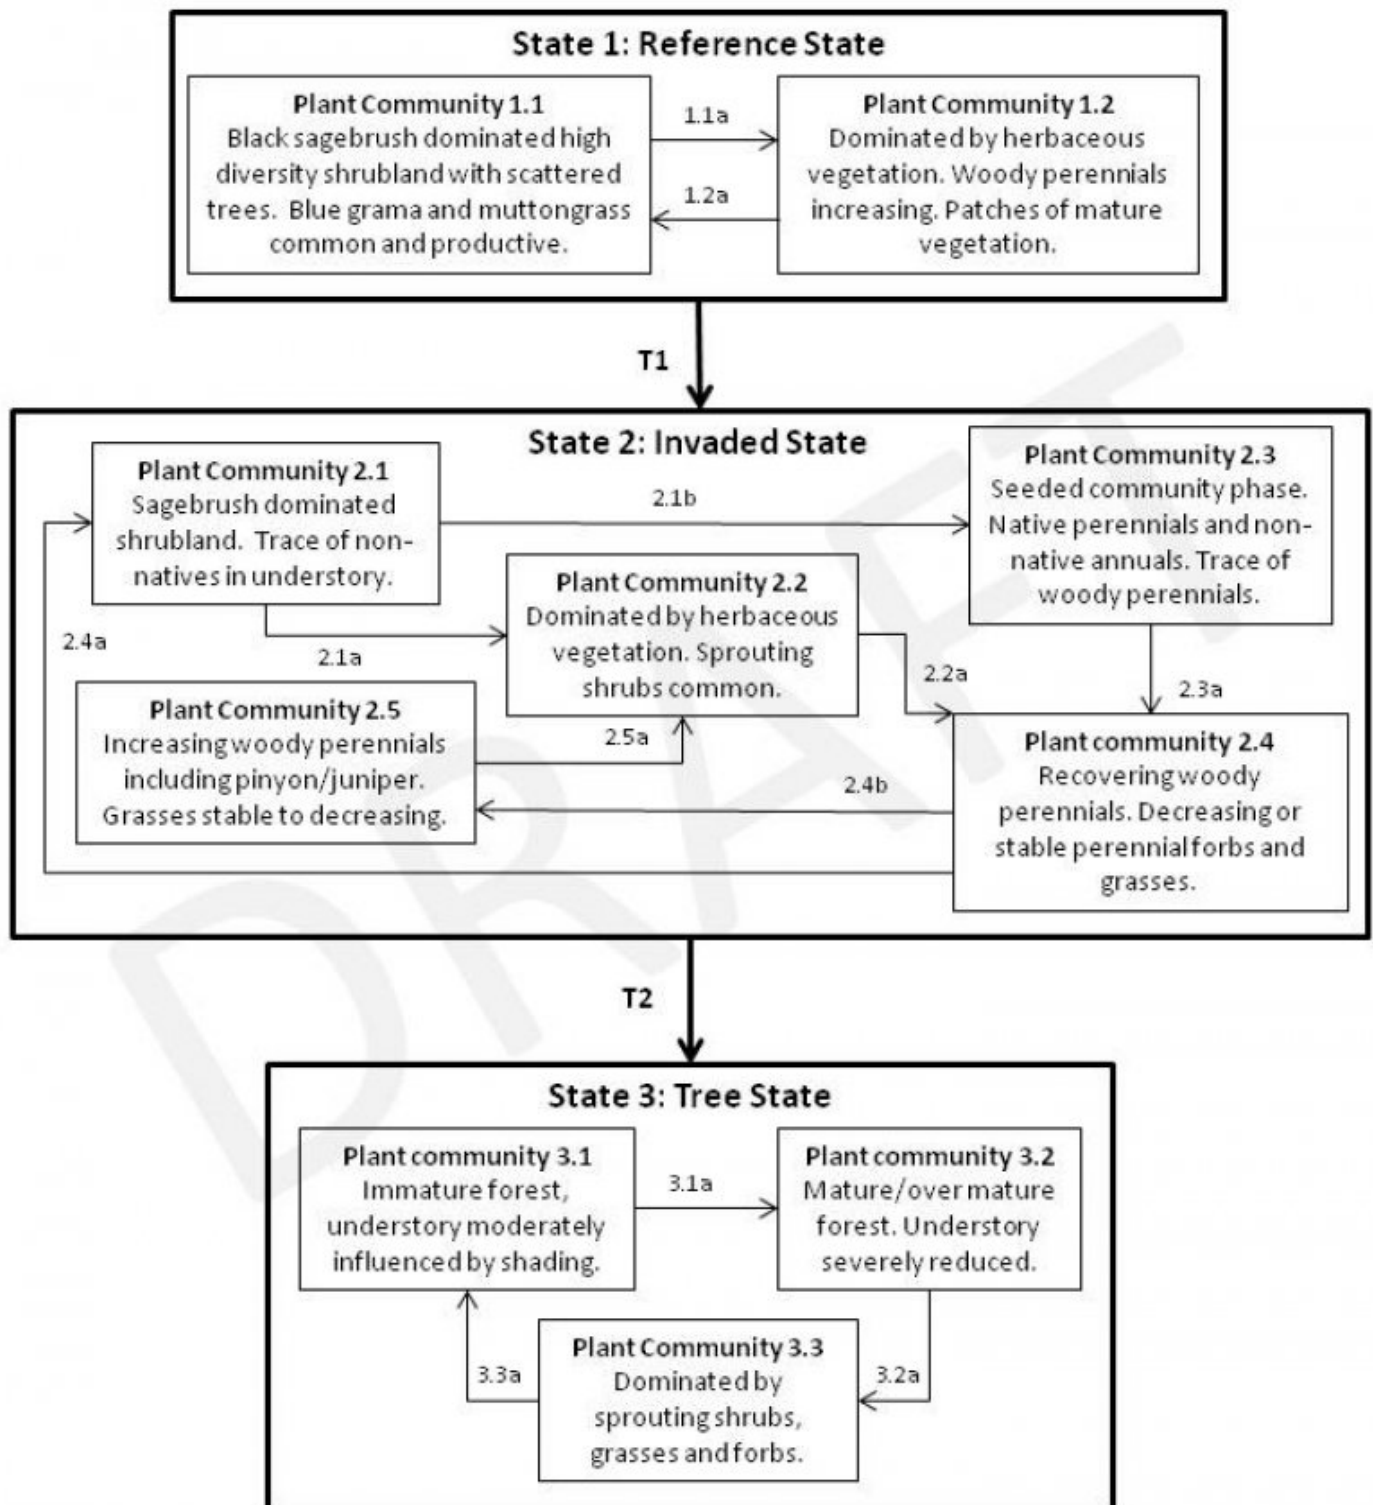 State 1: Reference State
Plant Community 1.1
Black sagebrush dominated high
diversity shrubland with scattered
trees. Blue grama and muttongrass
common and productive.
1.1a
1.2a
Plant Community 1.2
Dominated by herbaceous
vegetation. Woody perennials
increasing. Patches of mature
vegetation.
T1
State 2: Invaded State
Plant Community 2.1
Sagebrush dominated
shrubland. Trace of non-
natives in understory.
2.1b
Plant Community 2.3
Seeded community phase.
Native perennials and non-
native annuals. Trace of
woody perennials.
2.4a
2.1a
Plant Community 2.2
Dominated by herbaceous
vegetation. Sprouting
shrubs common.
2.2a
2.3a
Plant Community 2.5
Increasing woody perennials
including pinyon/juniper.
Grasses stable to decreasing.
2.5a
2.4b
Plant community 2.4
Recovering woody
perennials. Decreasing or
stable perennial forbs and
grasses.
T2
State 3: Tree State
Plant community 3.1
Immature forest,
understory moderately
influenced by shading.
3.1a
Plant community 3.2
Mature/over mature
forest. Understory
severely reduced.
3.3a
Plant Community 3.3
Dominated by
sprouting shrubs,
grasses and forbs.
3.2a
DRAFT